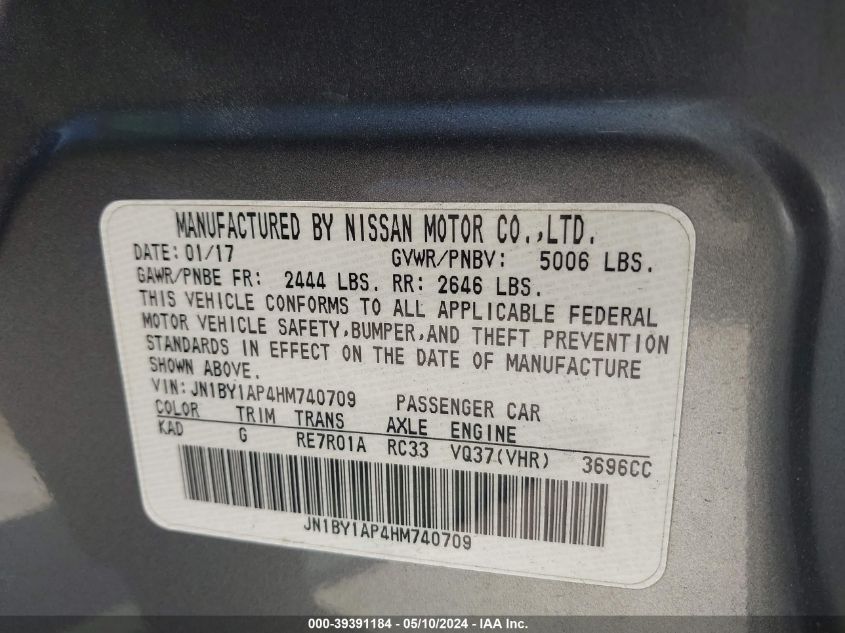 MANUFACTURED BY NISSAN MOTOR CO.,LTD.
DATE: 01/17 GVWR/PNBV: 5006 LBS.
GAWR/PNBE FR: 2444 LBS. RR: 2646 LBS.
THIS VEHICLE CONFORMS TO ALL APPLICABLE FEDERAL
MOTOR VEHICLE SAFETY,BUMPER,AND THEFT PREVENTION
STANDARDS IN EFFECT ON THE DATE OF MANUFACTURE
SHOWN ABOVE.
VIN: JN1BY1AP4HM740709 PASSENGER CAR
COLOR TRIM TRANS AXLE ENGINE
KAD G RE7R01A RC33 VQ37(VHR) 3696CC
JN1BY1AP4HM740709
000-39391184 - 05/10/2024 - IAA Inc.